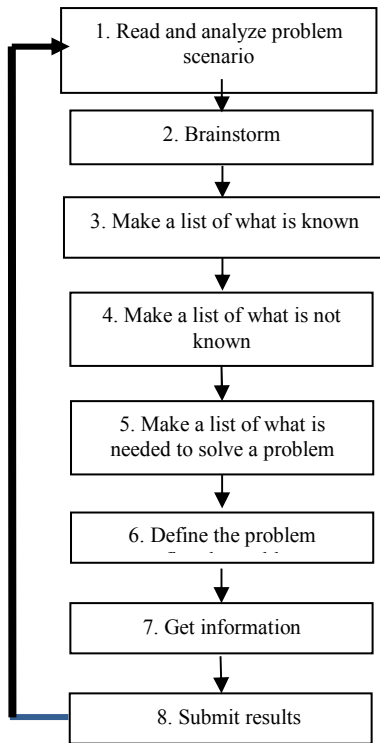 1. Read and analyze problem
scenario
2. Brainstorm
3. Make a list of what is known
4. Make a list of what is not
known
5. Make a list of what is
needed to solve a problem
6. Define the problem
7. Get information
8. Submit results